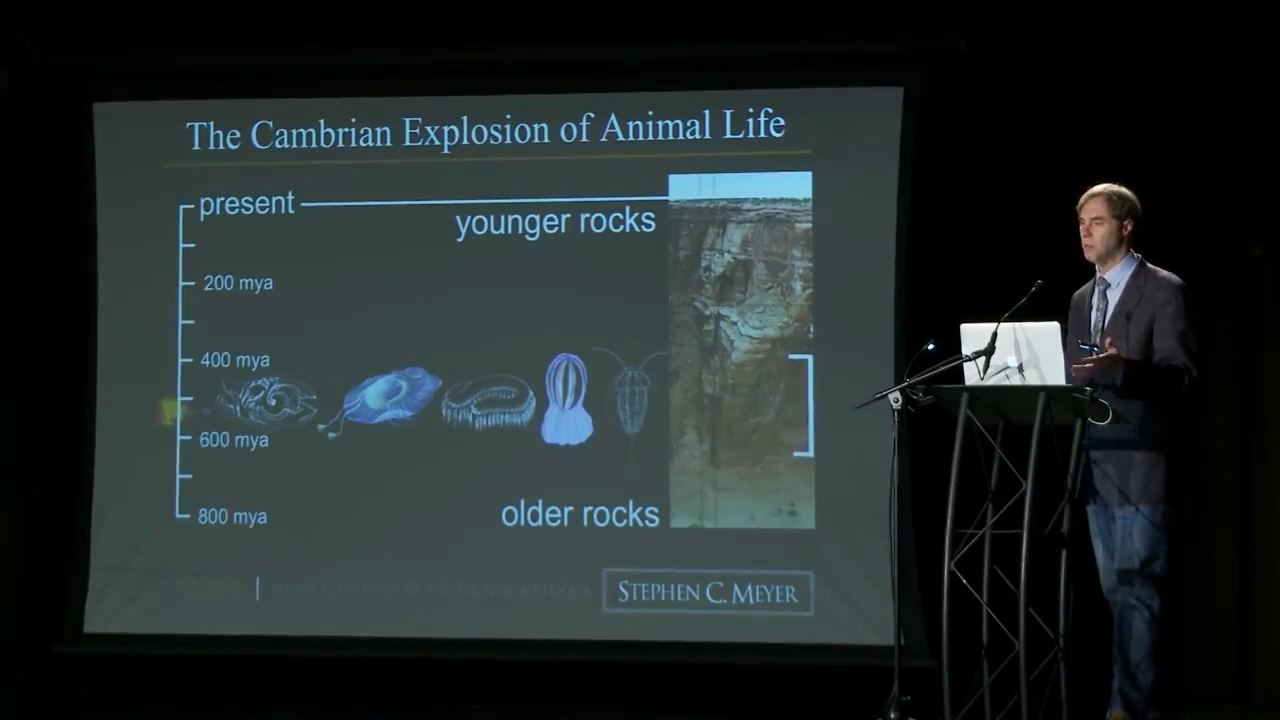 The Cambrian Explosion of Animal Life
present
younger rocks
200 mya
400 mya
600 mya
older rocks
800 mya
STEPHEN C. MEYER